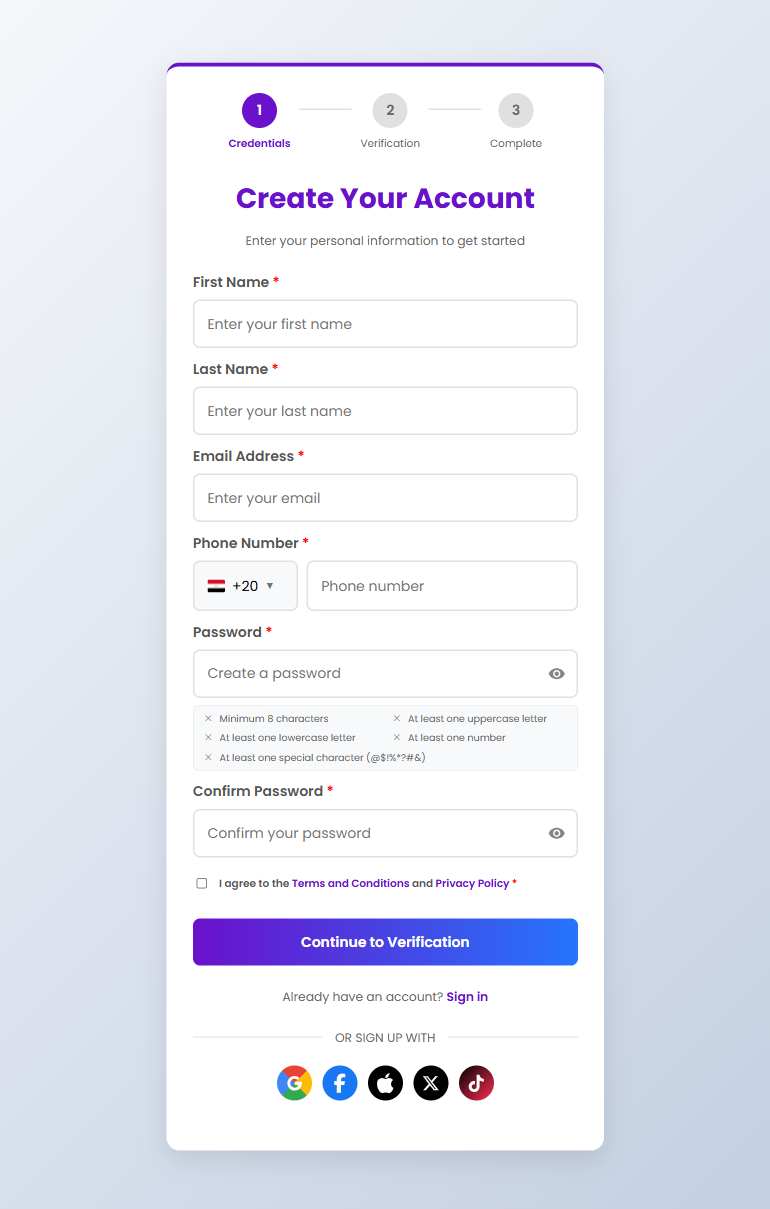 1 2 3
Credentials Verification Complete
Create Your Account
Enter your personal information to get started
First Name *
Enter your first name
Last Name *
Enter your last name
Email Address *
Enter your email
Phone Number *
+20 ▼ Phone number
Password *
Create a password
× Minimum 8 characters × At least one uppercase letter
× At least one lowercase letter × At least one number
× At least one special character (@$!%*?#&)
Confirm Password *
Confirm your password
I agree to the Terms and Conditions and Privacy Policy *
Continue to Verification
Already have an account? Sign in
OR SIGN UP WITH